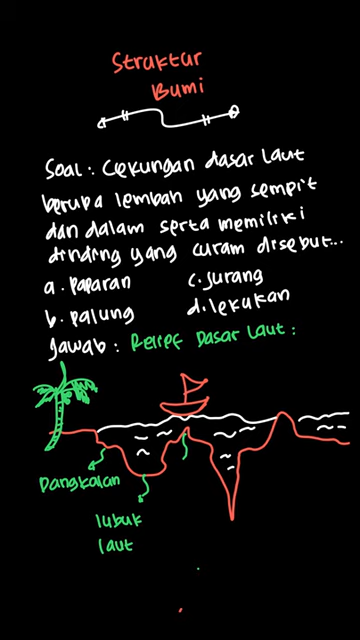 Struktur
Bumi
Soal : Cekungan dasar laut
berupa lembah yang sempit
dan dalam serta memiliki
dinding yang curam disebut...
a. paparan c. jurang
b. palung d. lekukan
Jawab : Relief Dasar Laut :
Dangkalan
lubuk
laut